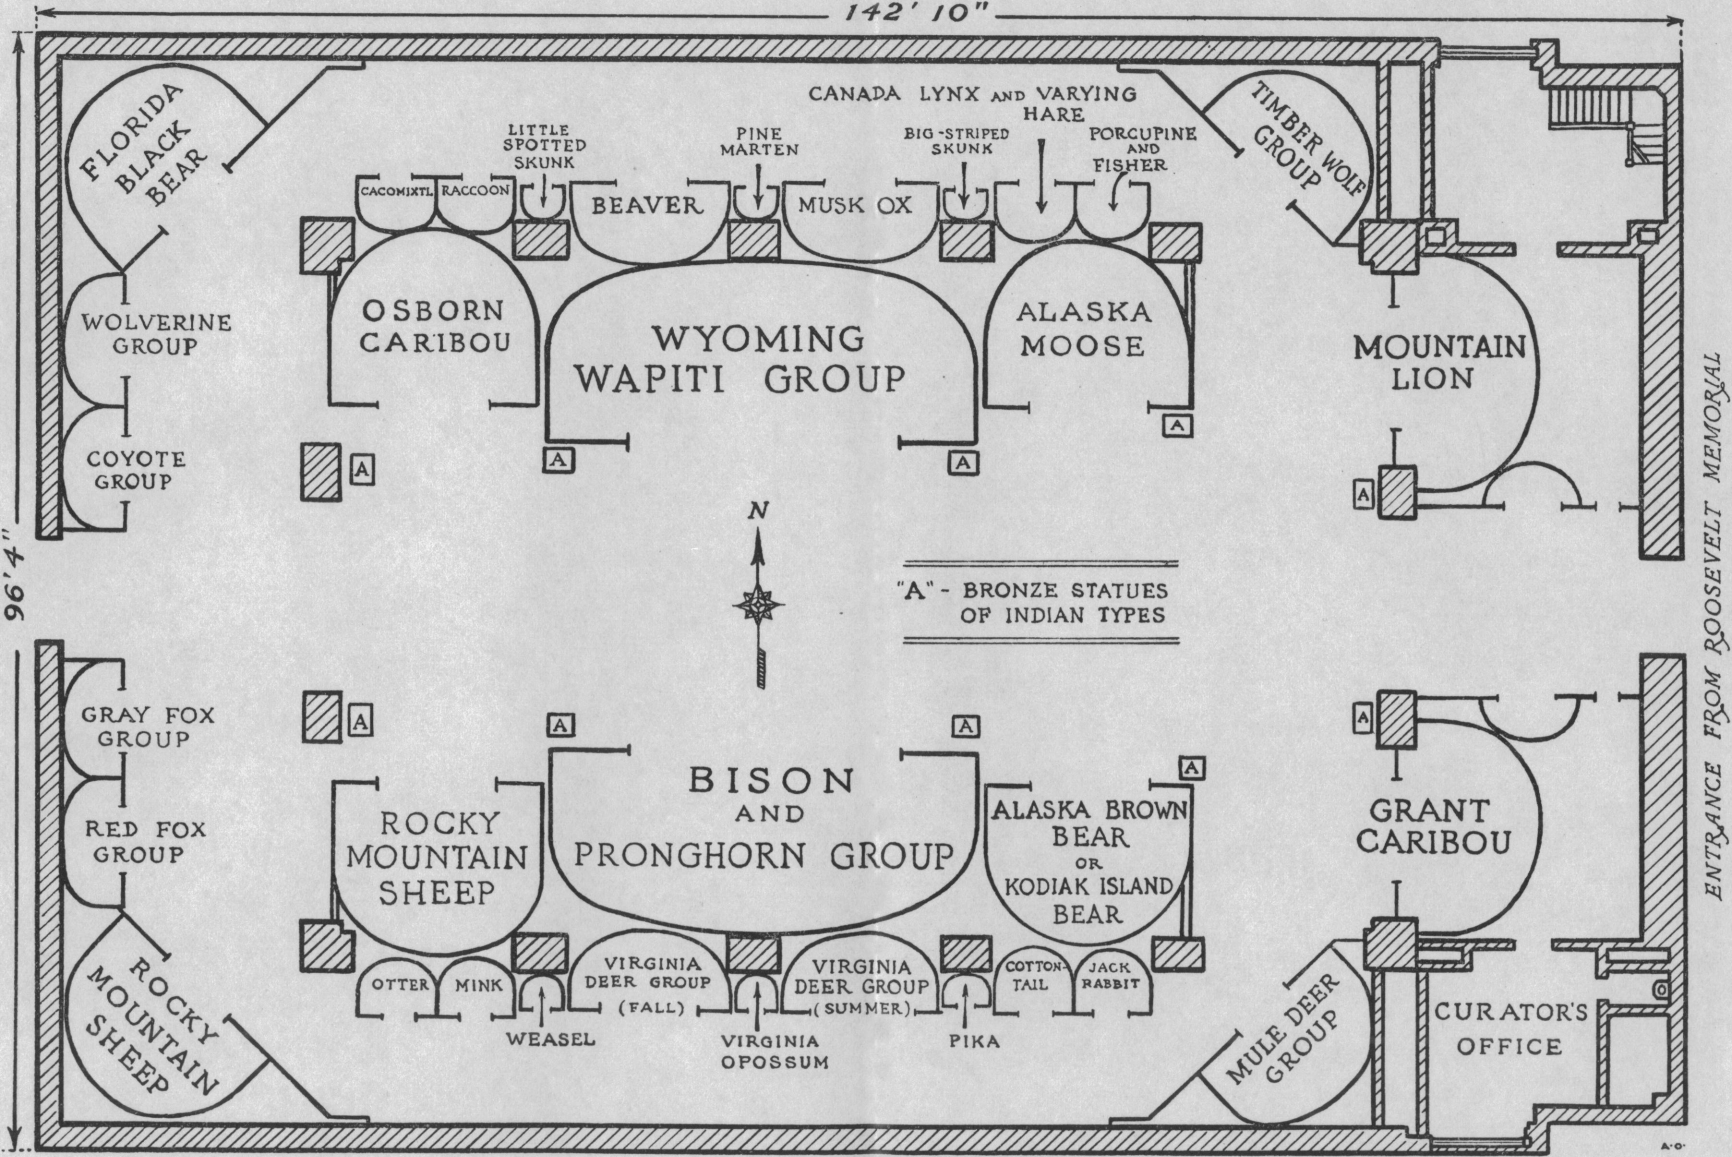 142' 10"
CANADA LYNX AND VARYING
HARE
FLORIDA
BLACK
BEAR
LITTLE
SPOTTED
SKUNK
PINE
MARTEN
BIG-STRIPED
SKUNK
PORCUPINE
AND
FISHER
TIMBER WOLF
GROUP
CACOMIXTL
RACCOON
BEAVER
MUSK OX
WOLVERINE
GROUP
OSBORN
CARIBOU
WYOMING
WAPITI GROUP
ALASKA
MOOSE
MOUNTAIN
LION
COYOTE
GROUP
A
A
A
A
A
N
"A" - BRONZE STATUES
OF INDIAN TYPES
96' 4"
ENTRANCE FROM ROOSEVELT MEMORIAL
GRAY FOX
GROUP
A
A
A
A
A
RED FOX
GROUP
ROCKY
MOUNTAIN
SHEEP
BISON
AND
PRONGHORN GROUP
ALASKA BROWN
BEAR
OR
KODIAK ISLAND
BEAR
GRANT
CARIBOU
ROCKY
MOUNTAIN
SHEEP
OTTER
MINK
WEASEL
VIRGINIA
DEER GROUP
(FALL)
VIRGINIA
OPOSSUM
VIRGINIA
DEER GROUP
(SUMMER)
PIKA
COTTON-
TAIL
JACK
RABBIT
MULE DEER
GROUP
CURATOR'S
OFFICE
A.O.